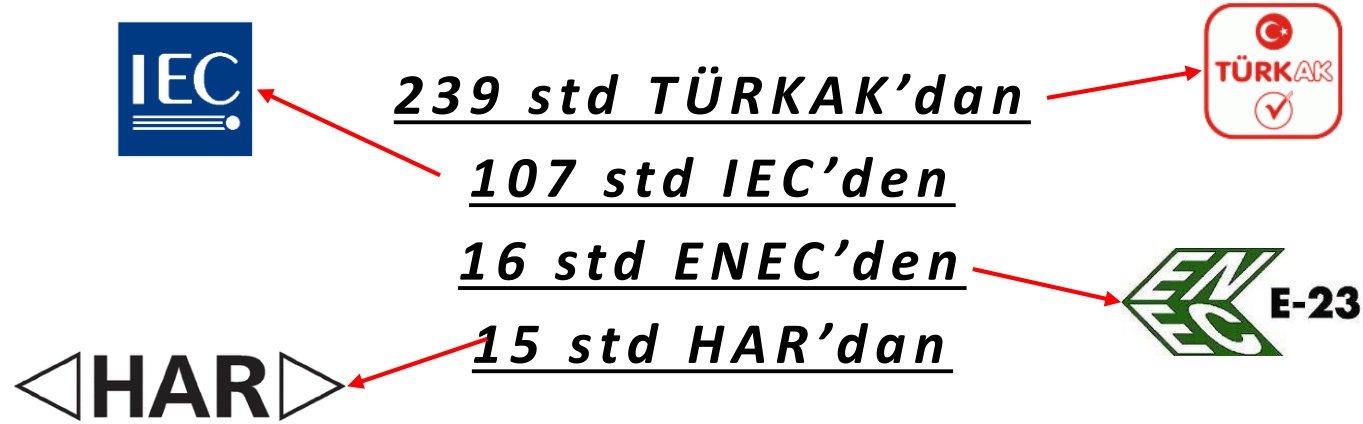 IEC
239 std TÜRKAK’dan
TÜRKAK
107 std IEC’den
16 std ENEC’den
ENEC
E-23
15 std HAR’dan
HAR